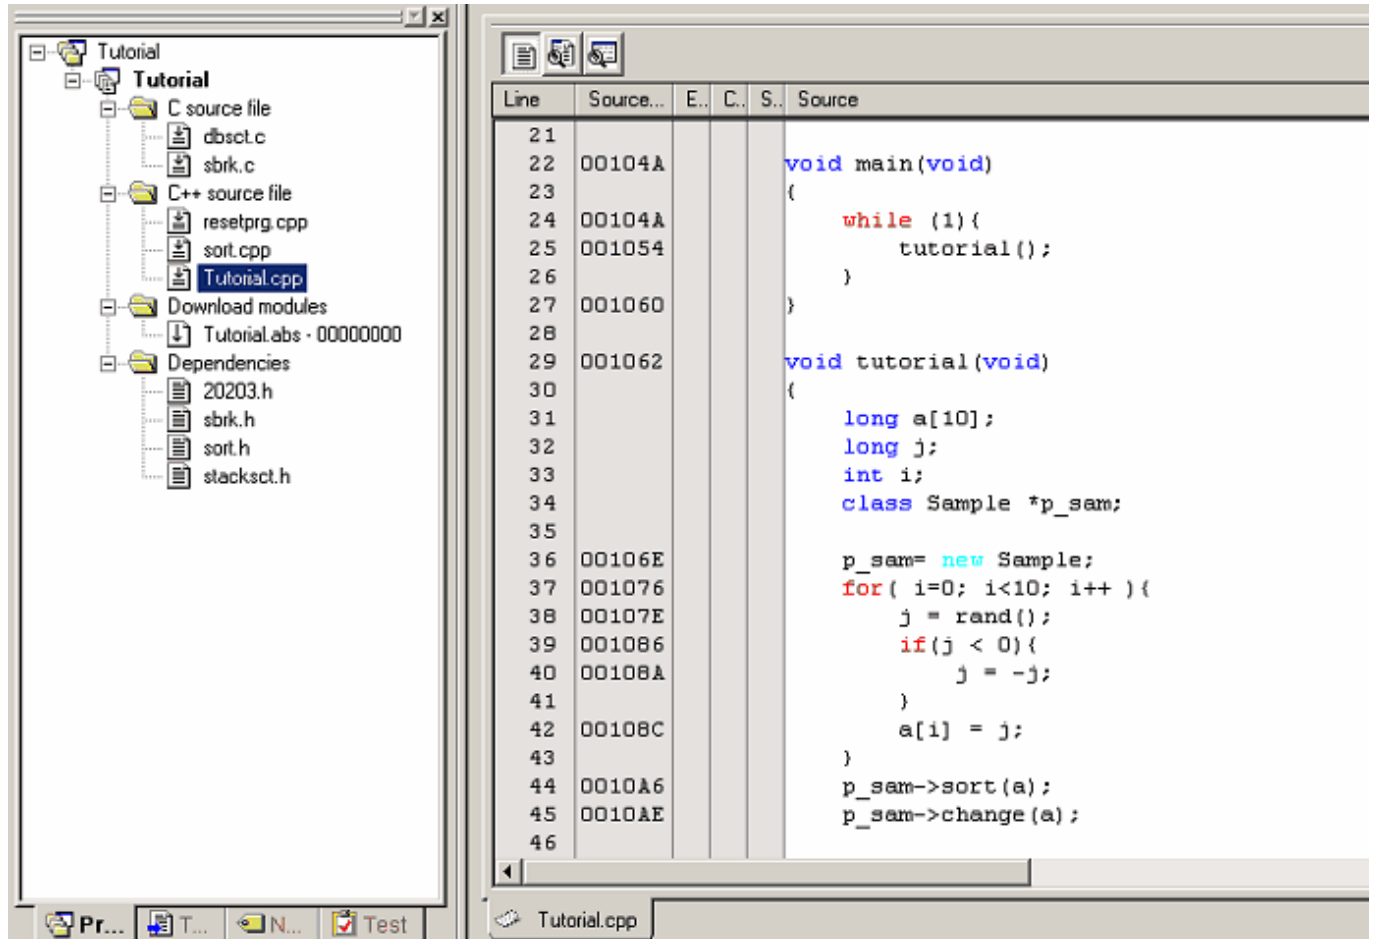 Tutorial
Tutorial
C source file
dbsct.c
sbrk.c
C++ source file
resetprg.cpp
sort.cpp
Tutorial.cpp
Download modules
Tutorial.abs - 00000000
Dependencies
20203.h
sbrk.h
sort.h
stacksct.h
Pr... T... N... Test
Line Source... E.. C.. S.. Source
21
22 00104A void main(void)
23 {
24 00104A while (1){
25 001054 tutorial();
26 }
27 001060 }
28
29 001062 void tutorial(void)
30 {
31 long a[10];
32 long j;
33 int i;
34 class Sample *p_sam;
35
36 00106E p_sam= new Sample;
37 001076 for( i=0; i<10; i++ ){
38 00107E j = rand();
39 001086 if(j < 0){
40 00108A j = -j;
41 }
42 00108C a[i] = j;
43 }
44 0010A6 p_sam->sort(a);
45 0010AE p_sam->change(a);
46
Tutorial.cpp